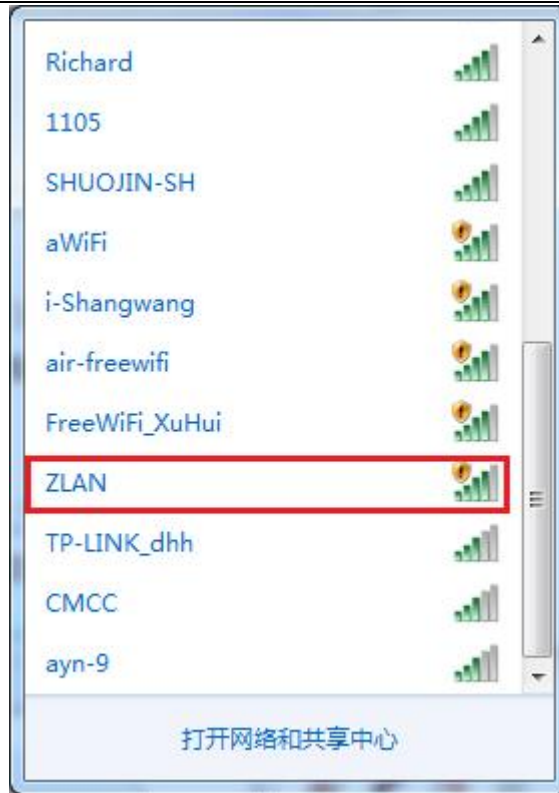 Richard
1105
SHUOJIN-SH
aWiFi
i-Shangwang
air-freewifi
FreeWiFi_XuHui
ZLAN
TP-LINK_dhh
CMCC
ayn-9
打开网络和共享中心